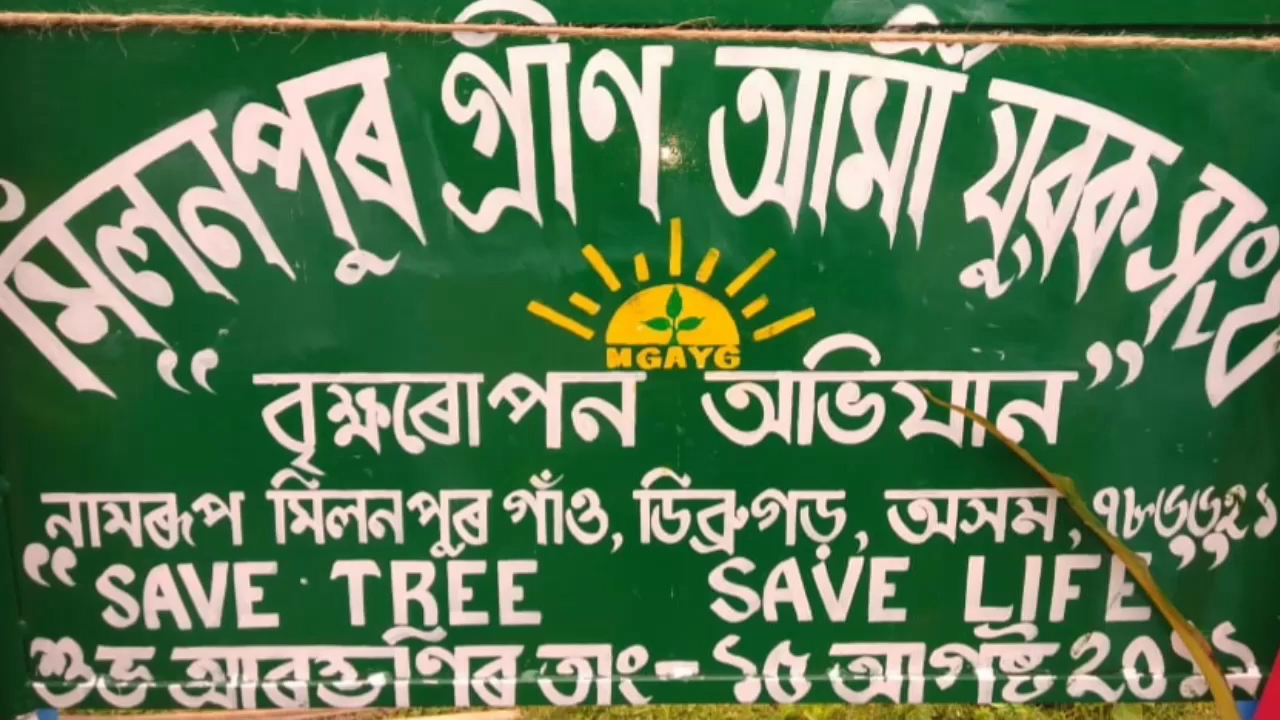 মিলনপুৰ গ্ৰীণ আৰ্মী যুৱক সংঘ
MGAYG
“বৃক্ষৰোপন অভিযান”
নামৰূপ মিলনপুৰ গাঁও, ডিব্ৰুগড়, অসম, ৭৮৬৬২১
“SAVE TREE SAVE LIFE”
শুভ আৰম্ভণিৰ তাং-১৫ আগষ্ট